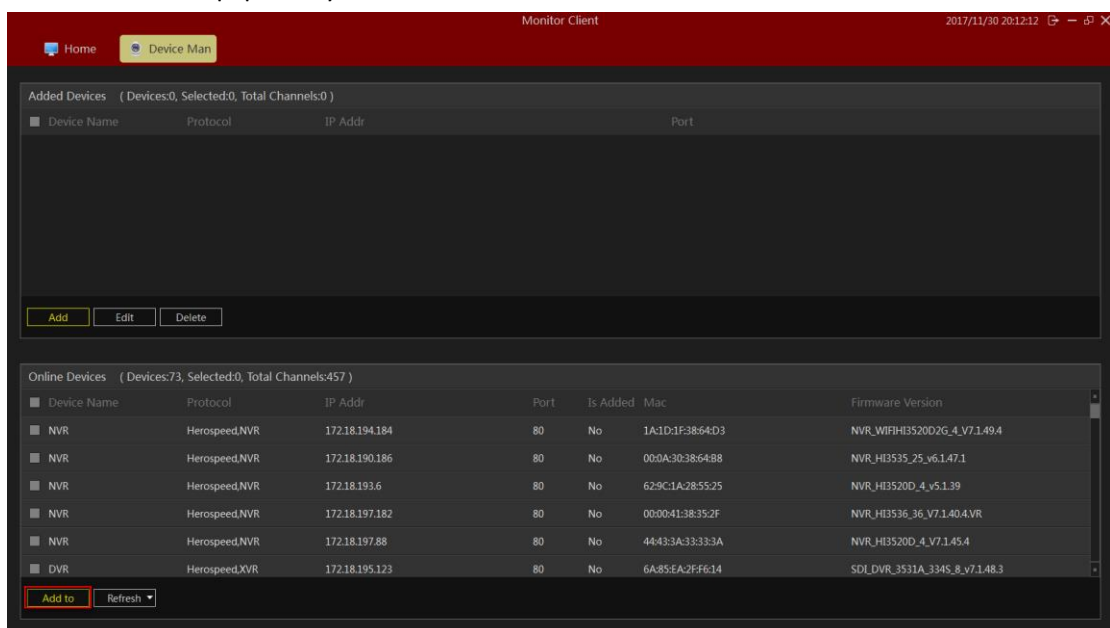 Monitor Client 2017/11/30 20:12:12
Home Device Man
Added Devices ( Devices:0, Selected:0, Total Channels:0 )
Device Name Protocol IP Addr Port
Add Edit Delete
Online Devices ( Devices:73, Selected:0, Total Channels:457 )
Device Name Protocol IP Addr Port Is Added Mac Firmware Version
NVR Herospeed,NVR 172.18.194.184 80 No 1A:1D:1F:38:64:D3 NVR_WIFIHI3520D2G_4_V7.1.49.4
NVR Herospeed,NVR 172.18.190.186 80 No 00:0A:30:38:64:B8 NVR_HI3535_25_v6.1.47.1
NVR Herospeed,NVR 172.18.193.6 80 No 62:9C:1A:28:55:25 NVR_HI3520D_4_v5.1.39
NVR Herospeed,NVR 172.18.197.182 80 No 00:00:41:38:35:2F NVR_HI3536_36_V7.1.40.4.VR
NVR Herospeed,NVR 172.18.197.88 80 No 44:43:3A:33:33:3A NVR_HI3520D_4_V7.1.45.4
DVR Herospeed,XVR 172.18.195.123 80 No 6A:85:EA:2F:F6:14 SDI_DVR_3531A_334S_8_v7.1.48.3
Add to Refresh